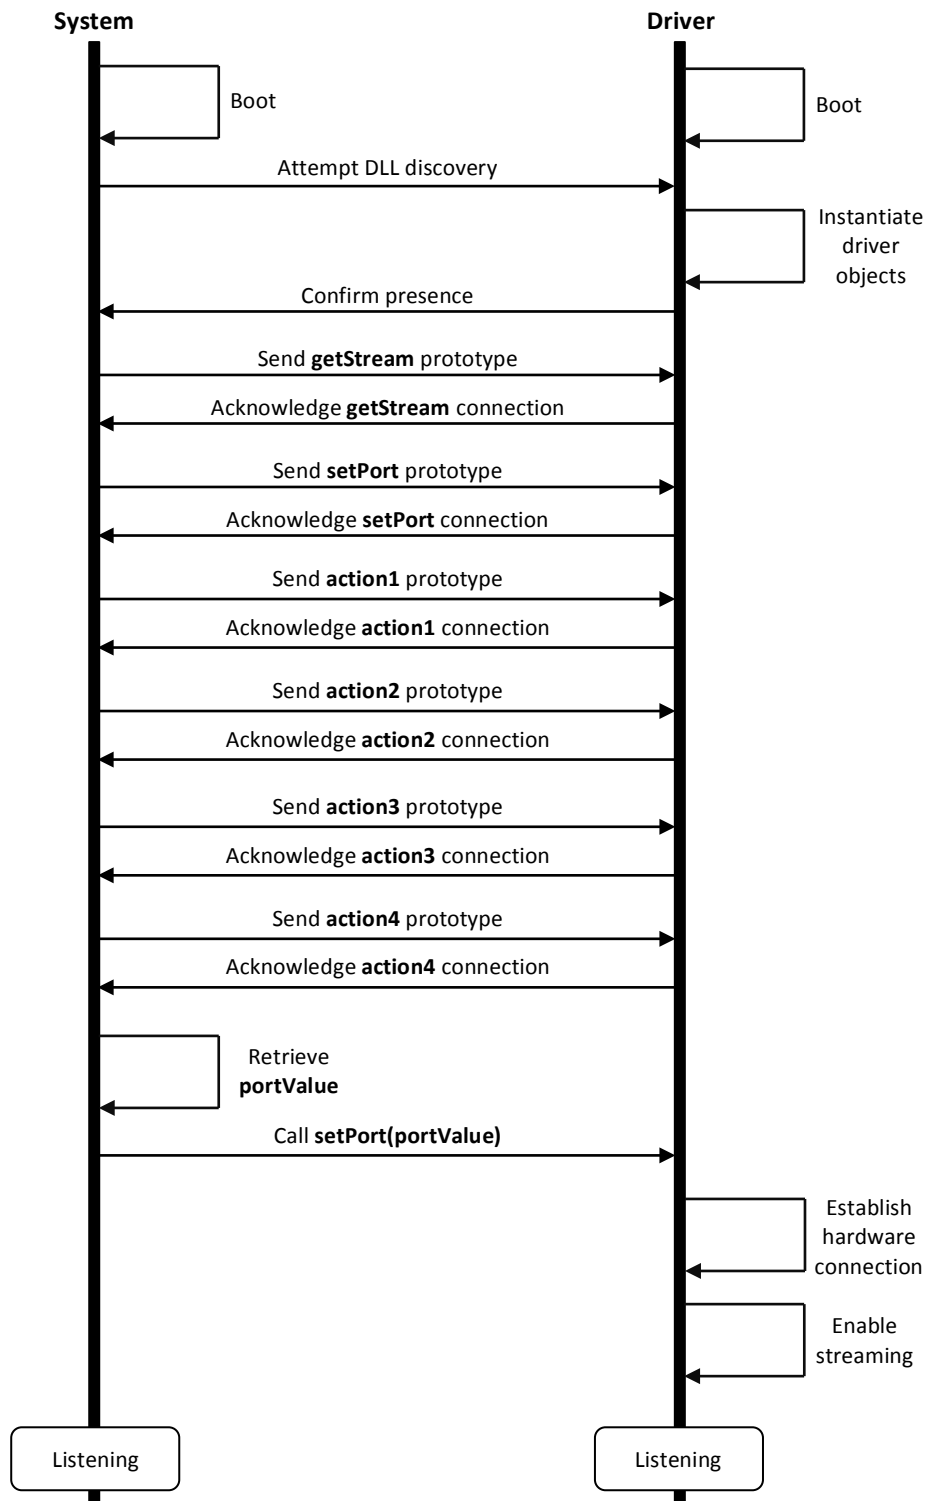 System
Driver
Boot
Boot
Attempt DLL discovery
Instantiate
driver
objects
Confirm presence
Send getStream prototype
Acknowledge getStream connection
Send setPort prototype
Acknowledge setPort connection
Send action1 prototype
Acknowledge action1 connection
Send action2 prototype
Acknowledge action2 connection
Send action3 prototype
Acknowledge action3 connection
Send action4 prototype
Acknowledge action4 connection
Retrieve
portValue
Call setPort(portValue)
Establish
hardware
connection
Enable
streaming
Listening
Listening